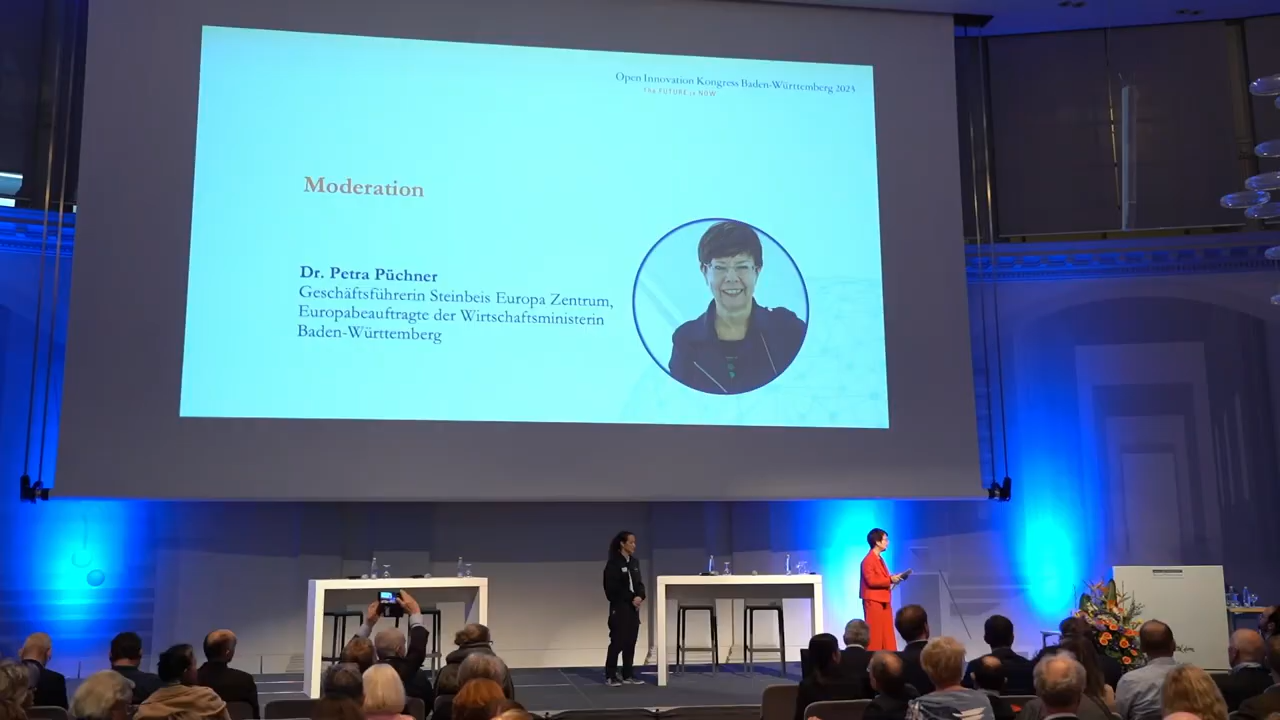 Open Innovation Kongress Baden-Württemberg 2023
The FUTURE is NOW
Moderation
Dr. Petra Püchner
Geschäftsführerin Steinbeis Europa Zentrum,
Europabeauftragte der Wirtschaftsministerin
Baden-Württemberg